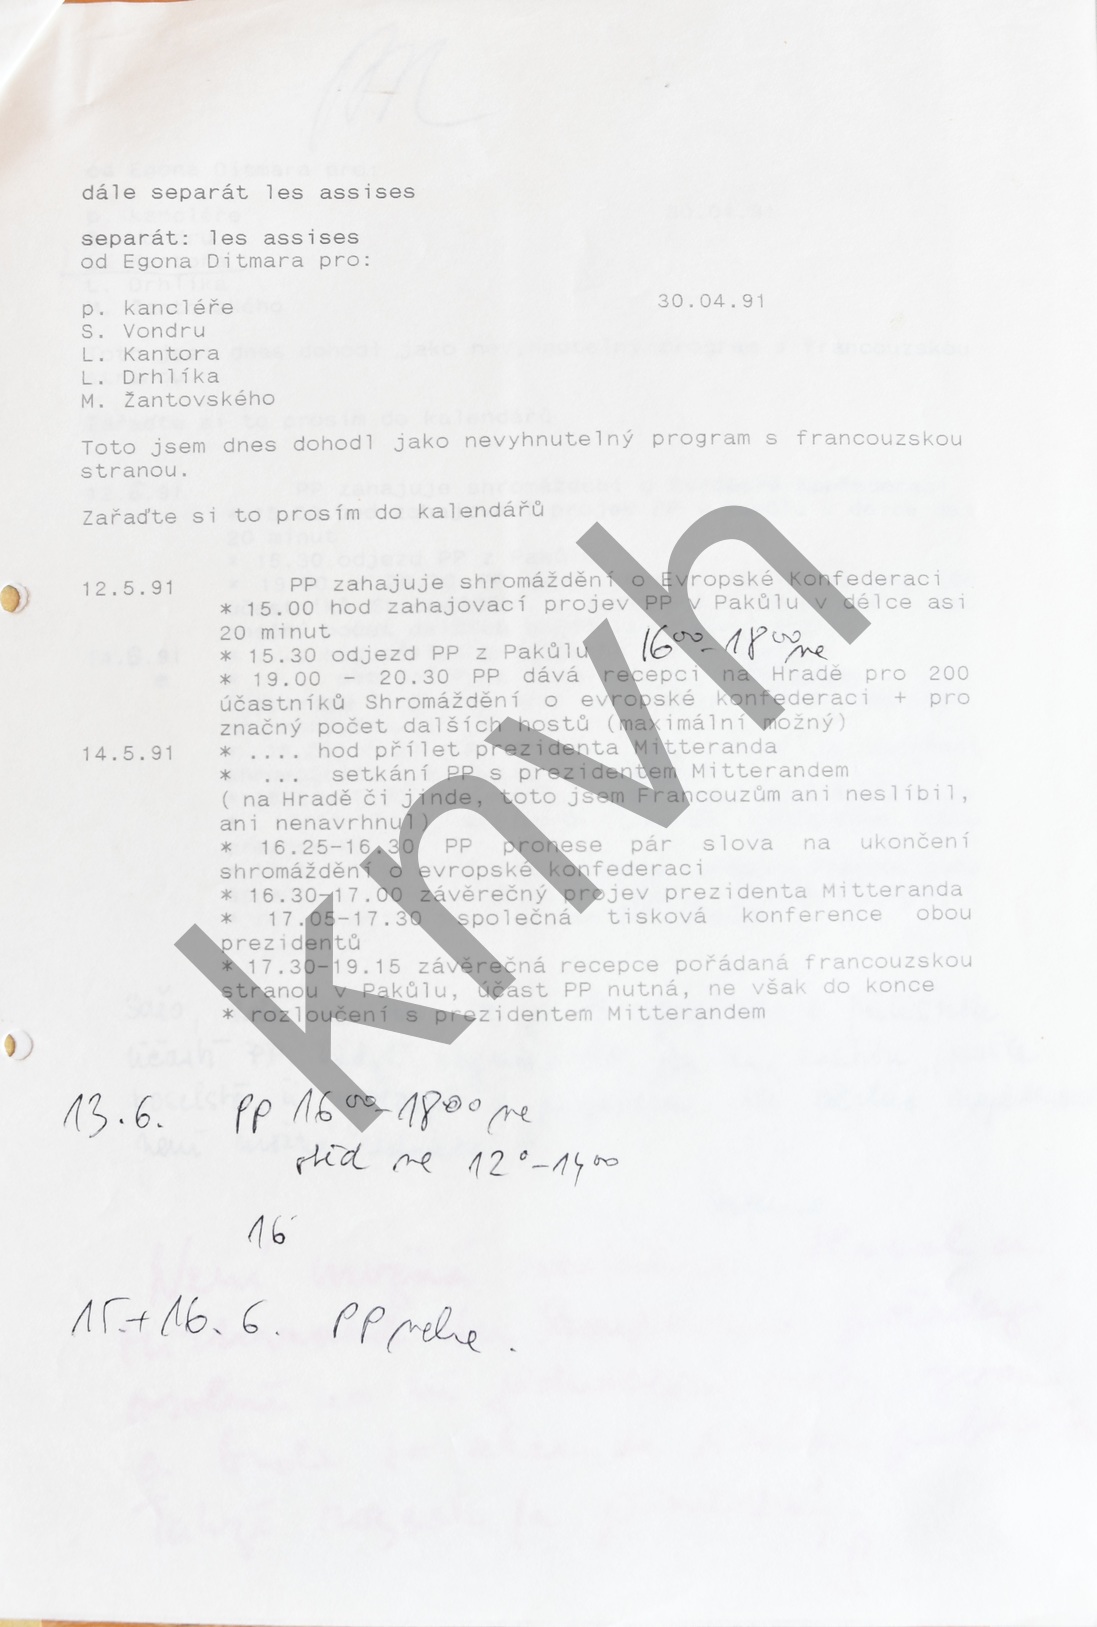 dále separát les assises
separát: les assises
od Egona Ditmara pro:
p. kancléře 30.04.91
S. Vondru
L. Kantora
L. Drhlíka
M. Žantovského
Toto jsem dnes dohodl jako nevyhnutelný program s francouzskou
stranou.
Zařaďte si to prosím do kalendářů
12.5.91 PP zahajuje shromáždění o Evropské Konfederaci
* 15.00 hod zahajovací projev PP v Pakůlu v délce asi
20 minut
* 15.30 odjezd PP z Pakůlu 16⁰⁰-18⁰⁰ ne
* 19.00 - 20.30 PP dává recepci na Hradě pro 200
účastníků Shromáždění o evropské konfederaci + pro
značný počet dalších hostů (maximální možný)
14.5.91 * .... hod přílet prezidenta Mitteranda
* ... setkání PP s prezidentem Mitterandem
( na Hradě či jinde, toto jsem Francouzům ani neslíbil,
ani nenavrhnul)
* 16.25-16.30 PP pronese pár slova na ukončení
shromáždění o evropské konfederaci
* 16.30-17.00 závěrečný projev prezidenta Mitteranda
* 17.05-17.30 společná tisková konference obou
prezidentů
* 17.30-19.15 závěrečná recepce pořádaná francouzskou
stranou v Pakůlu, účast PP nutná, ne však do konce
* rozloučení s prezidentem Mitterandem
13.6. PP 16⁰⁰-18⁰⁰ ne
ne 12⁰-14⁰⁰
16
15.+16.6. PP nelze.
knvh